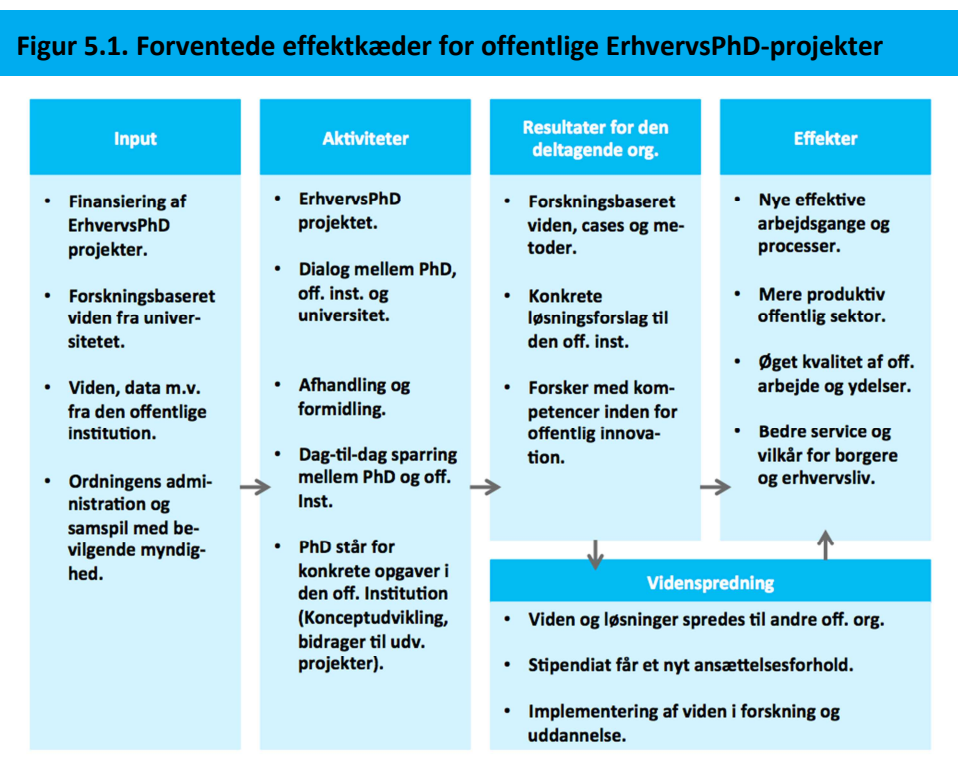 Figur 5.1. Forventede effektkæder for offentlige ErhvervsPhD-projekter
Input
• Finansiering af
ErhvervsPhD
projekter.
• Forskningsbaseret
viden fra univer-
sitetet.
• Viden, data m.v.
fra den offentlige
institution.
• Ordningens admi-
nistration og
samspil med be-
vilgende myndig-
hed.
Aktiviteter
• ErhvervsPhD
projektet.
• Dialog mellem PhD,
off. inst. og
universitet.
• Afhandling og
formidling.
• Dag-til-dag sparring
mellem PhD og off.
Inst.
• PhD står for
konkrete opgaver i
den off. Institution
(Konceptudvikling,
bidrager til udv.
projekter).
Resultater for den
deltagende org.
• Forskningsbaseret
viden, cases og me-
toder.
• Konkrete
løsningsforslag til
den off. inst.
• Forsker med kom-
petencer inden for
offentlig innova-
tion.
Effekter
• Nye effektive
arbejdsgange og
processer.
• Mere produktiv
offentlig sektor.
• Øget kvalitet af off.
arbejde og ydelser.
• Bedre service og
vilkår for borgere
og erhvervsliv.
Videnspredning
• Viden og løsninger spredes til andre off. org.
• Stipendiat får et nyt ansættelsesforhold.
• Implementering af viden i forskning og
uddannelse.